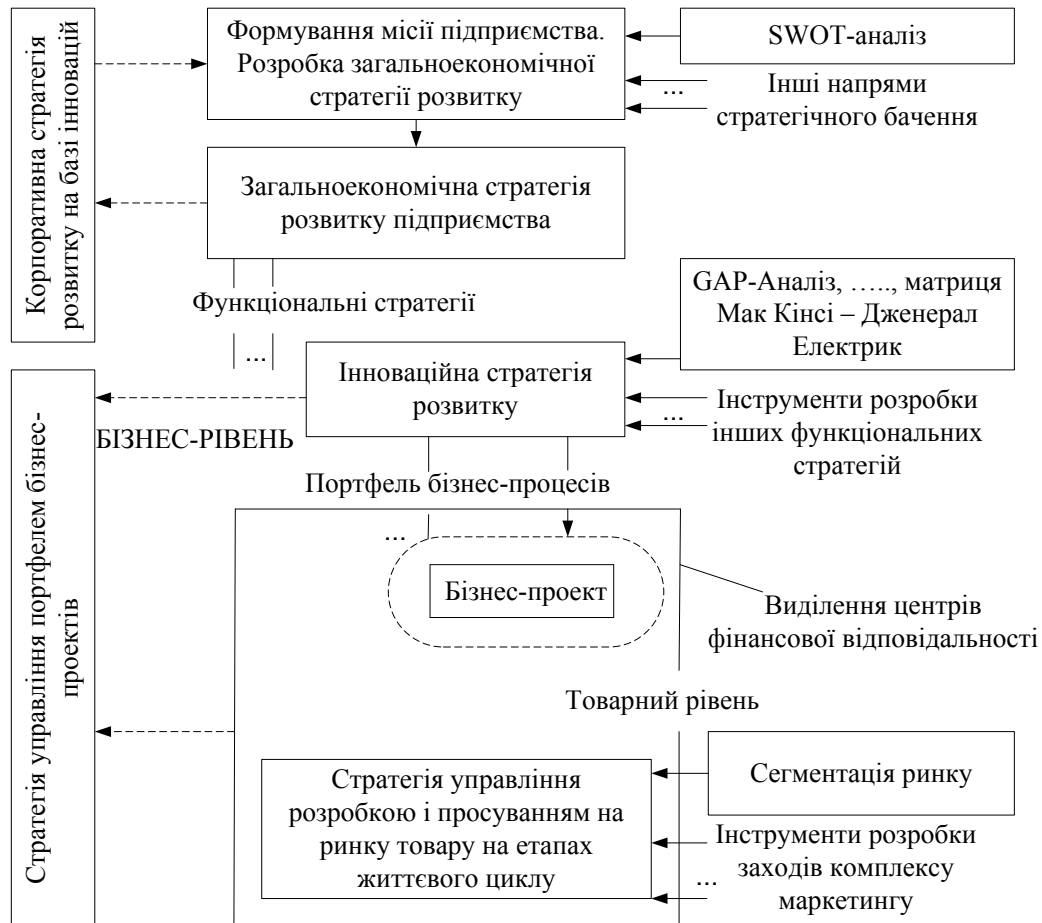 Корпоративна стратегія
розвитку на базі інновацій
Формування місії підприємства.
Розробка загальноекономічної
стратегії розвитку
SWOT-аналіз
...
Інші напрями
стратегічного бачення
Загальноекономічна стратегія
розвитку підприємства
Функціональні стратегії
...
GAP-Аналіз, ….., матриця
Мак Кінсі – Дженерал
Електрик
Інноваційна стратегія
розвитку
...
Інструменти розробки
інших функціональних
стратегій
БІЗНЕС-РІВЕНЬ
Стратегія управління портфелем бізнес-
проектів
Портфель бізнес-процесів
...
Бізнес-проект
Виділення центрів
фінансової відповідальності
Товарний рівень
Стратегія управління
розробкою і просуванням на
ринку товару на етапах
життєвого циклу
Сегментація ринку
...
Інструменти розробки
заходів комплексу
маркетингу